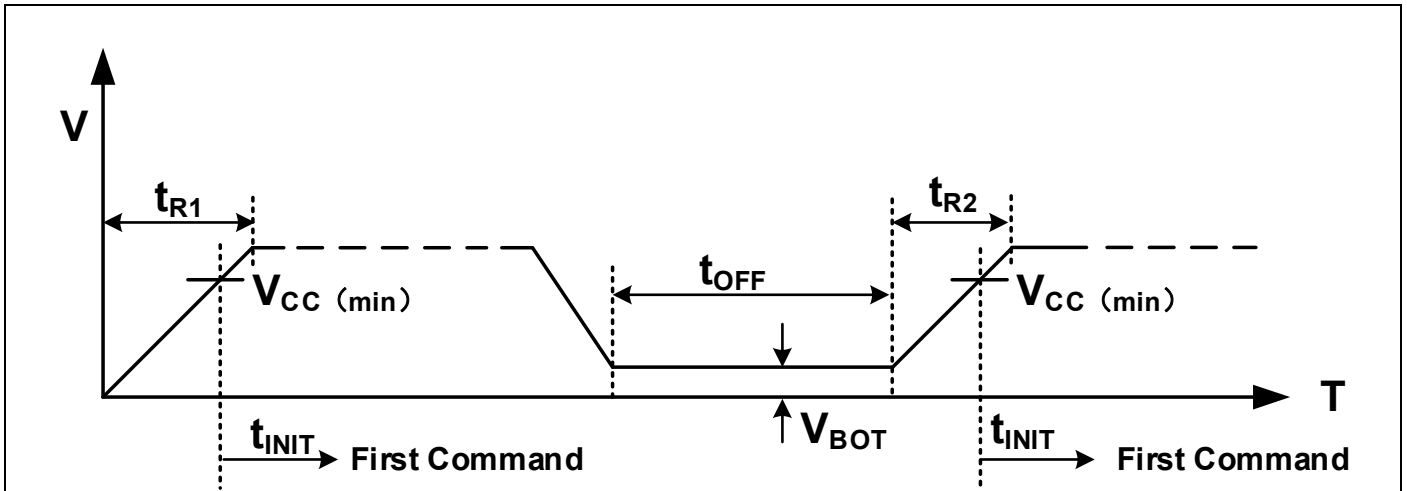 V
tR1
tR2
VCC（min）
tOFF
VCC（min）
T
VBOT
tINIT
First Command
tINIT
First Command